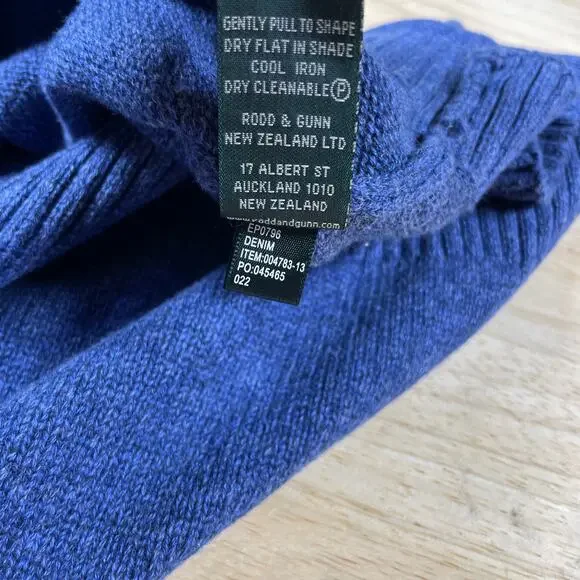 GENTLY PULL TO SHAPE
DRY FLAT IN SHADE
COOL IRON
DRY CLEANABLE Ⓟ
RODD & GUNN
NEW ZEALAND LTD
17 ALBERT ST
AUCKLAND 1010
NEW ZEALAND
www.roddandgunn.com
EP0796
DENIM
ITEM:004783-13
PO:045465
022